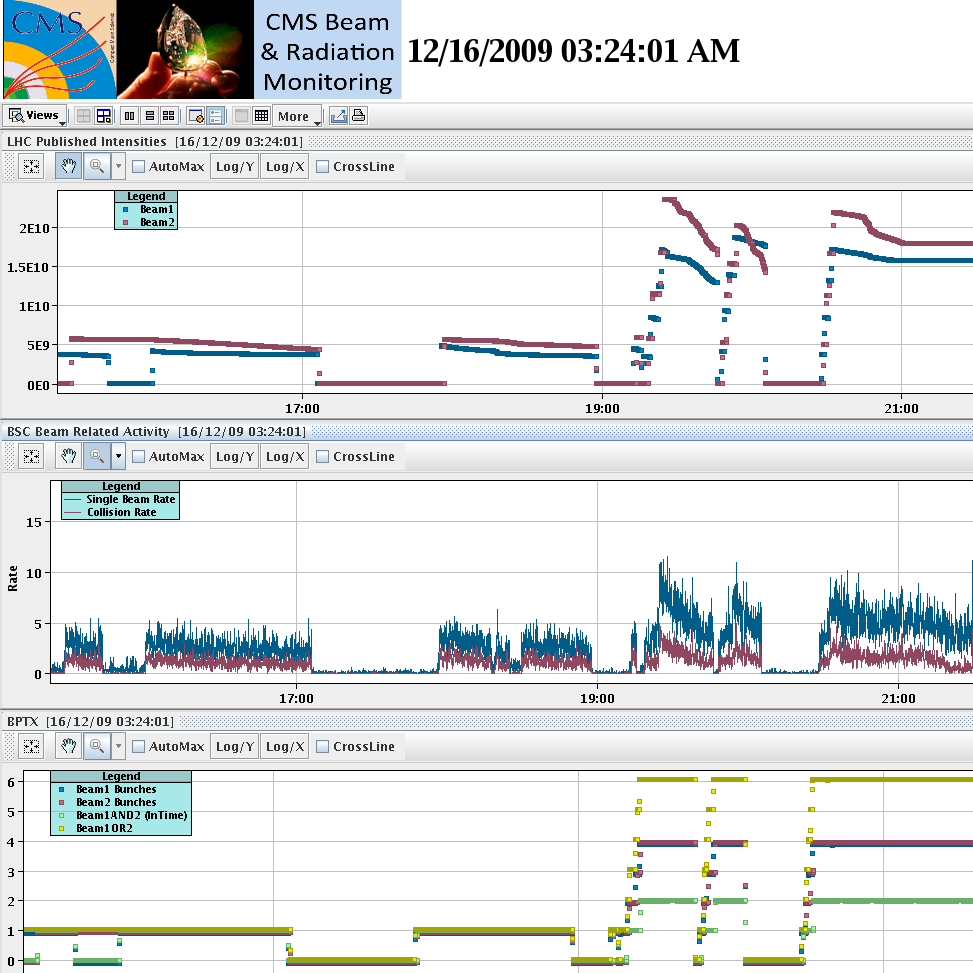 CMS
CMS Beam
& Radiation
Monitoring
12/16/2009 03:24:01 AM
Views
More
LHC Published Intensities [16/12/09 03:24:01]
AutoMax Log/Y Log/X CrossLine
Legend
Beam1
Beam2
2E10
1.5E10
1E10
5E9
0E0
17:00 19:00 21:00
BSC Beam Related Activity [16/12/09 03:24:01]
AutoMax Log/Y Log/X CrossLine
Legend
Single Beam Rate
Collision Rate
Rate
15
10
5
0
17:00 19:00 21:00
BPTX [16/12/09 03:24:01]
AutoMax Log/Y Log/X CrossLine
Legend
Beam1 Bunches
Beam2 Bunches
Beam1AND2 (InTime)
Beam1OR2
6
5
4
3
2
1
0